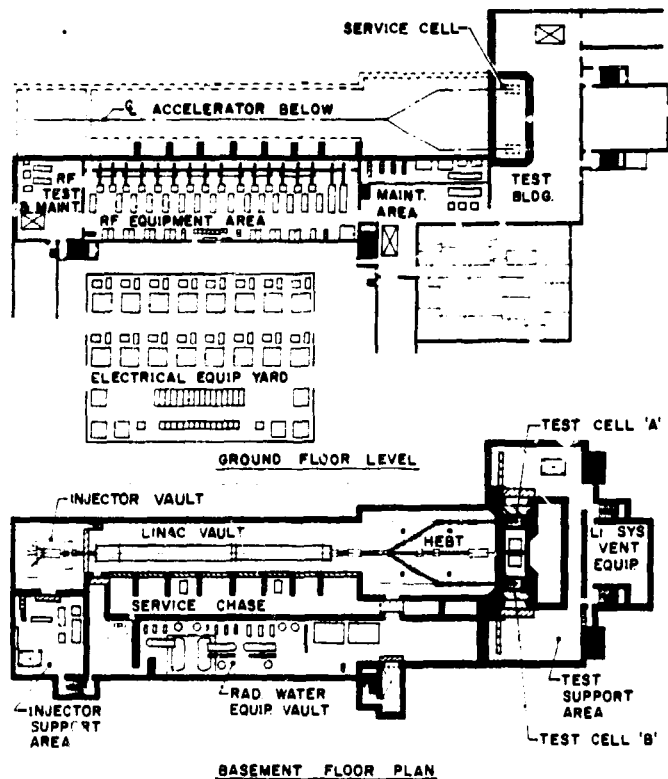 SERVICE CELL
℄ ACCELERATOR BELOW
RF
TEST
& MAINT.
RF EQUIPMENT AREA
MAINT.
AREA
TEST
BLDG.
ELECTRICAL EQUIP YARD
GROUND FLOOR LEVEL
TEST CELL 'A'
INJECTOR VAULT
LINAC VAULT
HEBT
LI SYS
VENT
EQUIP.
SERVICE CHASE
RAD WATER
EQUIP VAULT
INJECTOR
SUPPORT
AREA
TEST
SUPPORT
AREA
TEST CELL 'B'
BASEMENT FLOOR PLAN